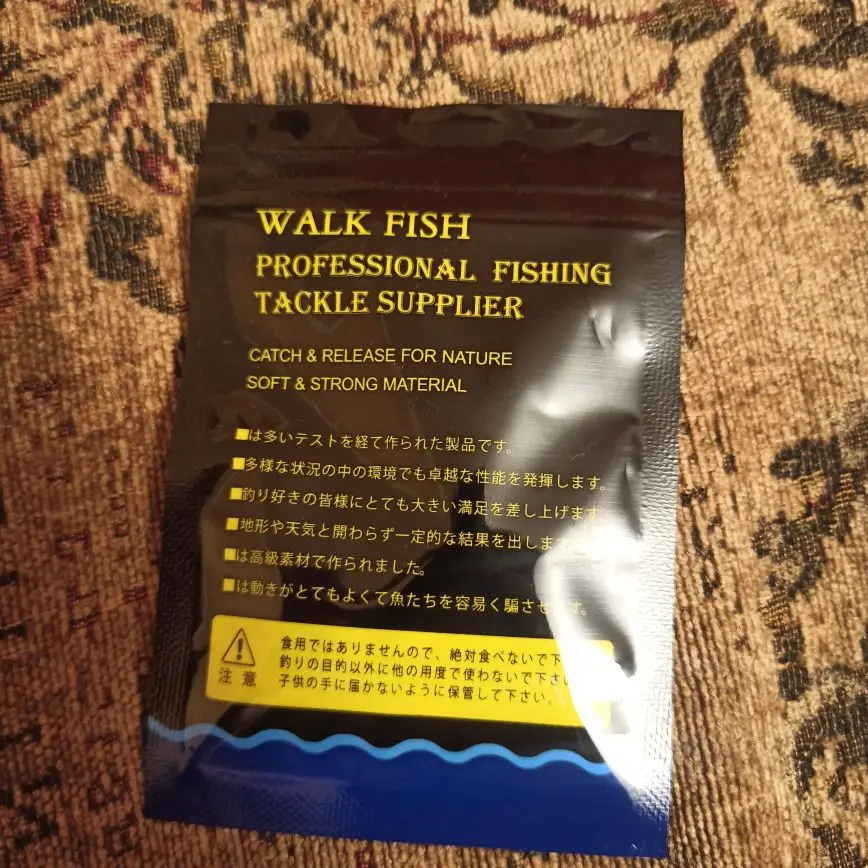 WALK FISH
PROFESSIONAL FISHING
TACKLE SUPPLIER
CATCH & RELEASE FOR NATURE
SOFT & STRONG MATERIAL
■は多いテストを経て作られた製品です。
■多様な状況の中の環境でも卓越な性能を発揮します。
■釣り好きの皆様にとても大きい満足を差し上げます
■地形や天気と開わらず一定的な結果を出しま
■は高級素材で作られました。
■は動きがとてもよくて魚たちを容易く騙させ す。
注意
食用ではありませんので、絶対食べないで下
釣りの目的以外に他の用度で使わないで下さい
子供の手に届かないように保管して下さい。